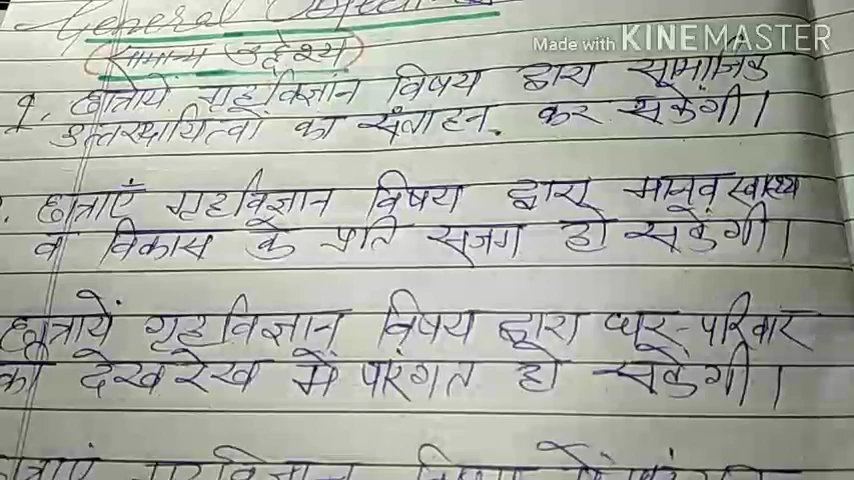 General
Made with KINEMASTER
(सामान्य उद्देश्य)
1. छात्रायें गृहविज्ञान विषय द्वारा सामाजिक
उत्तरदायित्वों का संवाहन कर सकेंगी।
छात्राएँ गृहविज्ञान विषय द्वारा मानव स्वास्थ्य
व विकास के प्रति सजग हो सकेंगी।
छात्रायें गृहविज्ञान विषय द्वारा घर-परिवार
का देखरेख में पारंगत हो सकेंगी।